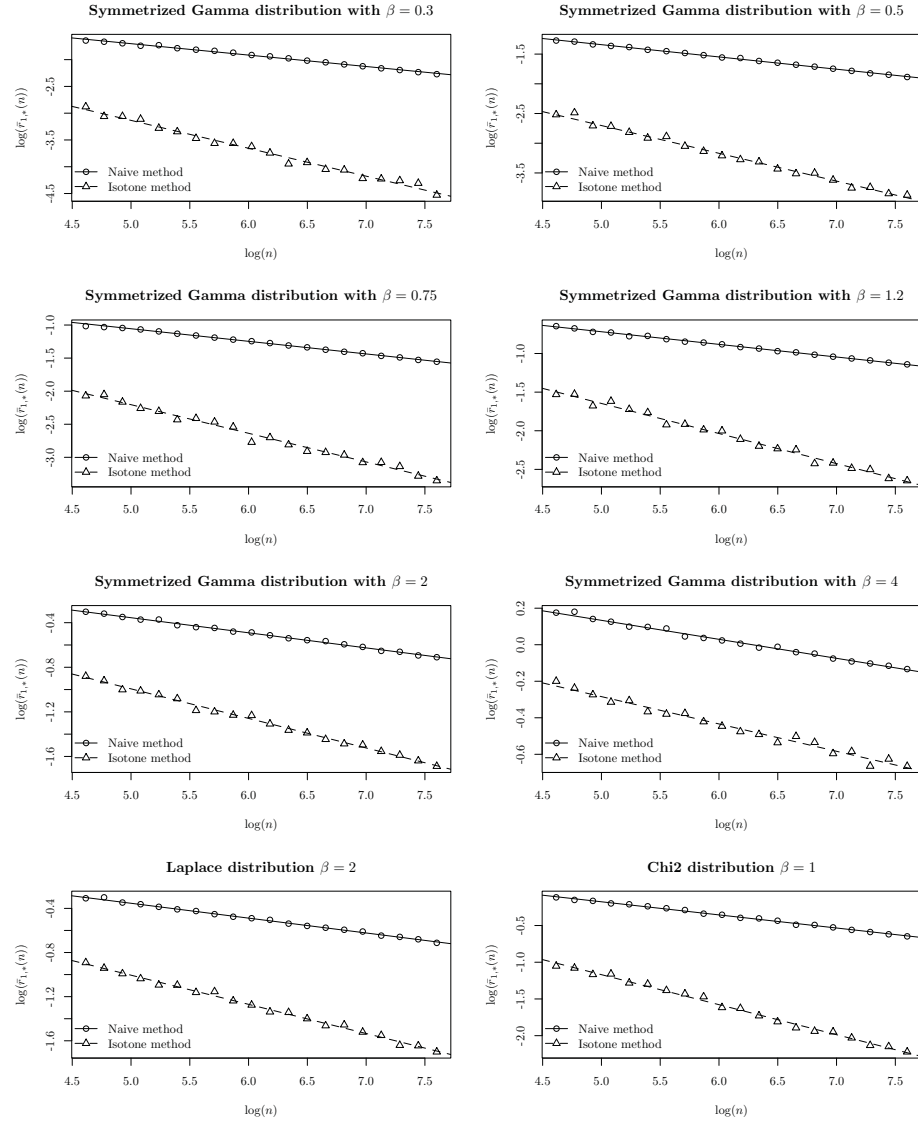 Symmetrized Gamma distribution with β = 0.3
log(r̄1,*(n))
-2.5
-3.5
-4.5
Naive method
Isotone method
4.5 5.0 5.5 6.0 6.5 7.0 7.5
log(n)
Symmetrized Gamma distribution with β = 0.5
log(r̄1,*(n))
-1.5
-2.5
-3.5
Naive method
Isotone method
4.5 5.0 5.5 6.0 6.5 7.0 7.5
log(n)
Symmetrized Gamma distribution with β = 0.75
log(r̄1,*(n))
-1.0
-1.5
-2.0
-2.5
-3.0
Naive method
Isotone method
4.5 5.0 5.5 6.0 6.5 7.0 7.5
log(n)
Symmetrized Gamma distribution with β = 1.2
log(r̄1,*(n))
-1.0
-1.5
-2.0
-2.5
Naive method
Isotone method
4.5 5.0 5.5 6.0 6.5 7.0 7.5
log(n)
Symmetrized Gamma distribution with β = 2
log(r̄1,*(n))
-0.4
-0.8
-1.2
-1.6
Naive method
Isotone method
4.5 5.0 5.5 6.0 6.5 7.0 7.5
log(n)
Symmetrized Gamma distribution with β = 4
log(r̄1,*(n))
0.2
0.0
-0.2
-0.4
-0.6
Naive method
Isotone method
4.5 5.0 5.5 6.0 6.5 7.0 7.5
log(n)
Laplace distribution β = 2
log(r̄1,*(n))
-0.4
-0.8
-1.2
-1.6
Naive method
Isotone method
4.5 5.0 5.5 6.0 6.5 7.0 7.5
log(n)
Chi2 distribution β = 1
log(r̄1,*(n))
-0.5
-1.0
-1.5
-2.0
Naive method
Isotone method
4.5 5.0 5.5 6.0 6.5 7.0 7.5
log(n)